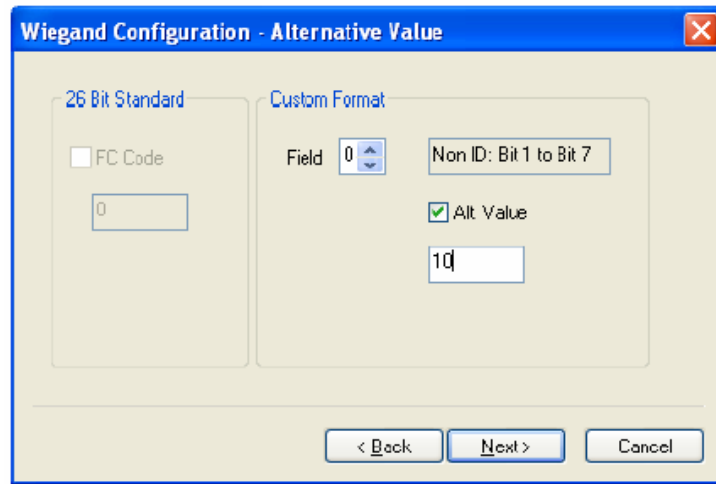 Wiegand Configuration - Alternative Value
26 Bit Standard
FC Code
0
Custom Format
Field 0 Non ID: Bit 1 to Bit 7
Alt Value
10
< Back Next > Cancel